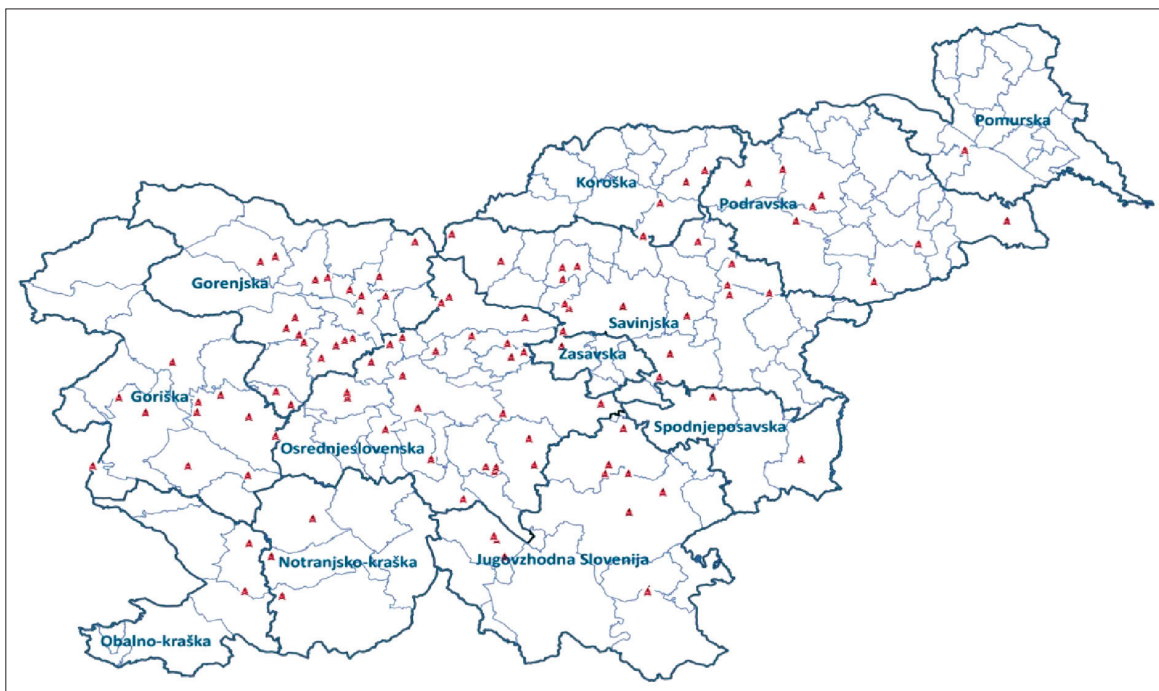 Pomurska
Koroška
Podravska
Gorenjska
Savinjska
Zasavska
Goriška
Spodnjeposavska
Osrednjeslovenska
Notranjsko-kraška
Jugovzhodna Slovenija
Obalno-kraška